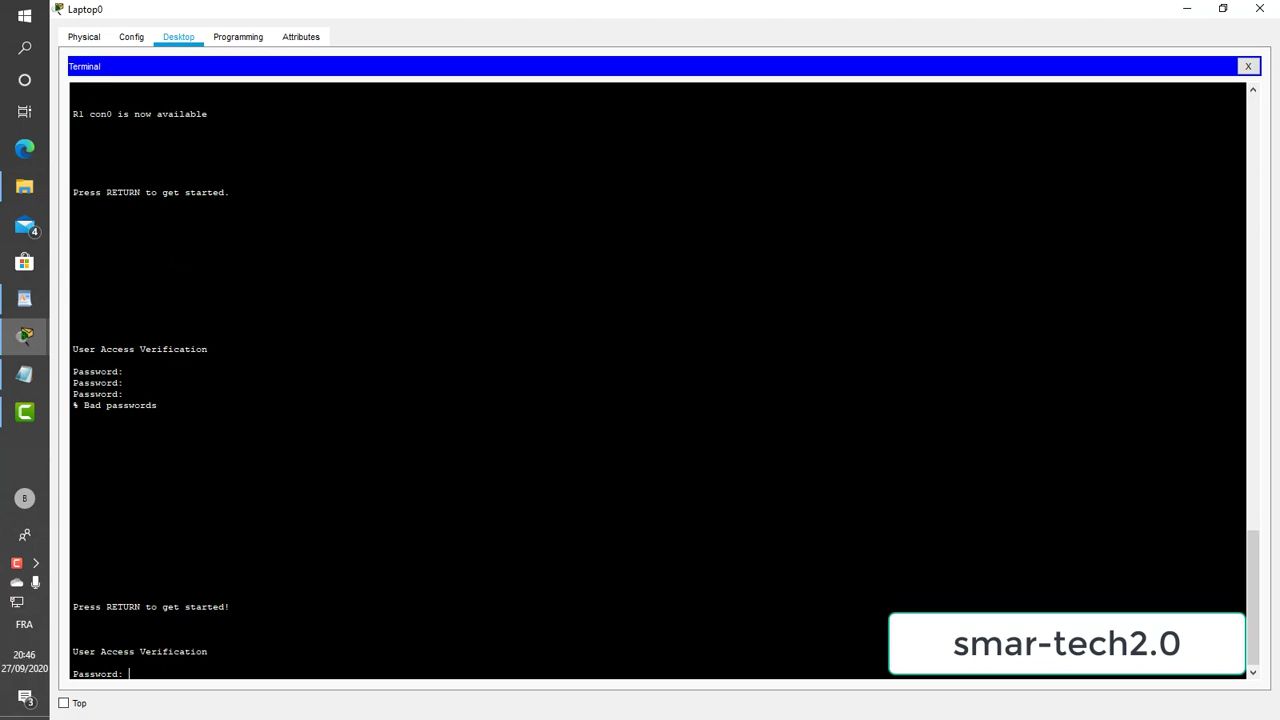 Laptop0
Physical Config Desktop Programming Attributes
Terminal
X
R1 con0 is now available
Press RETURN to get started.
User Access Verification
Password:
Password:
Password:
% Bad passwords
Press RETURN to get started!
User Access Verification
Password:
smar-tech2.0
Top
4
B
FRA
20:46
27/09/2020
3